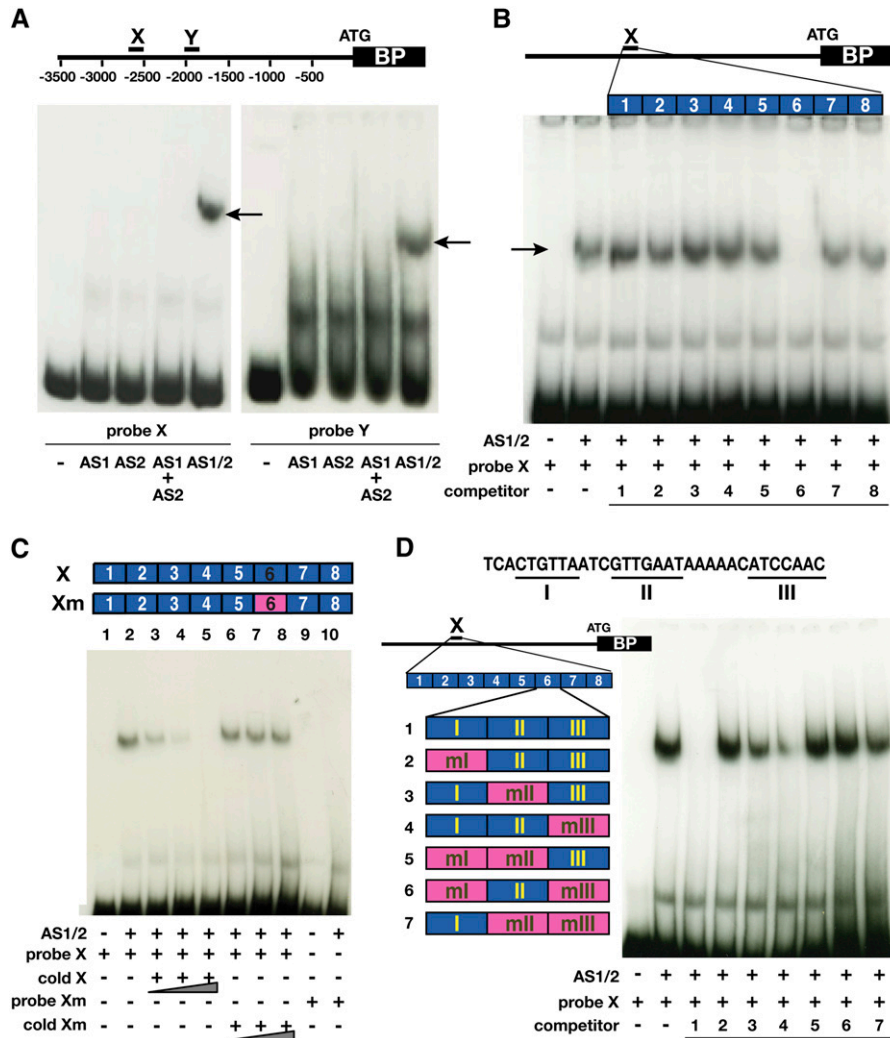 A
X Y
ATG
BP
-3500 -3000 -2500 -2000 -1500 -1000 -500
probe X probe Y
- AS1 AS2 AS1 + AS2 AS1/2 - AS1 AS2 AS1 + AS2 AS1/2
B
X
ATG
BP
1 2 3 4 5 6 7 8
AS1/2 - + + + + + + + + +
probe X + + + + + + + + + +
competitor - - 1 2 3 4 5 6 7 8
C
X 1 2 3 4 5 6 7 8
Xm 1 2 3 4 5 6 7 8
1 2 3 4 5 6 7 8 9 10
AS1/2 - + + + + + + + - +
probe X + + + + + + + + - -
cold X - - + + + - - - - -
probe Xm - - - - - - - - + +
cold Xm - - - - - + + + - -
D
TCACTGTTAATCGTTGAATAAAAACATCCAAC
I II III
X
ATG
BP
1 2 3 4 5 6 7 8
1 I II III
2 mI II III
3 I mII III
4 I II mIII
5 mI mII III
6 mI II mIII
7 I mII mIII
AS1/2 - + + + + + + + +
probe X + + + + + + + + +
competitor - - 1 2 3 4 5 6 7